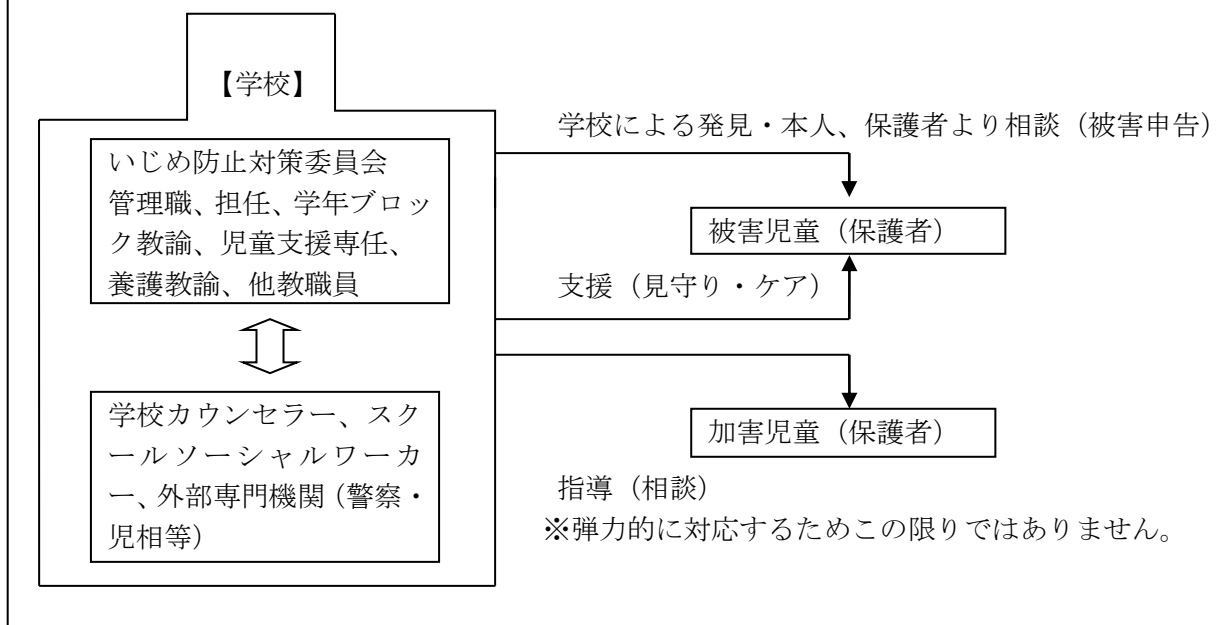 【学校】
いじめ防止対策委員会
管理職、担任、学年ブロッ
ク教諭、児童支援専任、
養護教諭、他教職員
学校カウンセラー、スク
ールソーシャルワーカ
ー、外部専門機関（警察・
児相等）
学校による発見・本人、保護者より相談（被害申告）
被害児童（保護者）
支援（見守り・ケア）
加害児童（保護者）
指導（相談）
※弾力的に対応するためこの限りではありません。